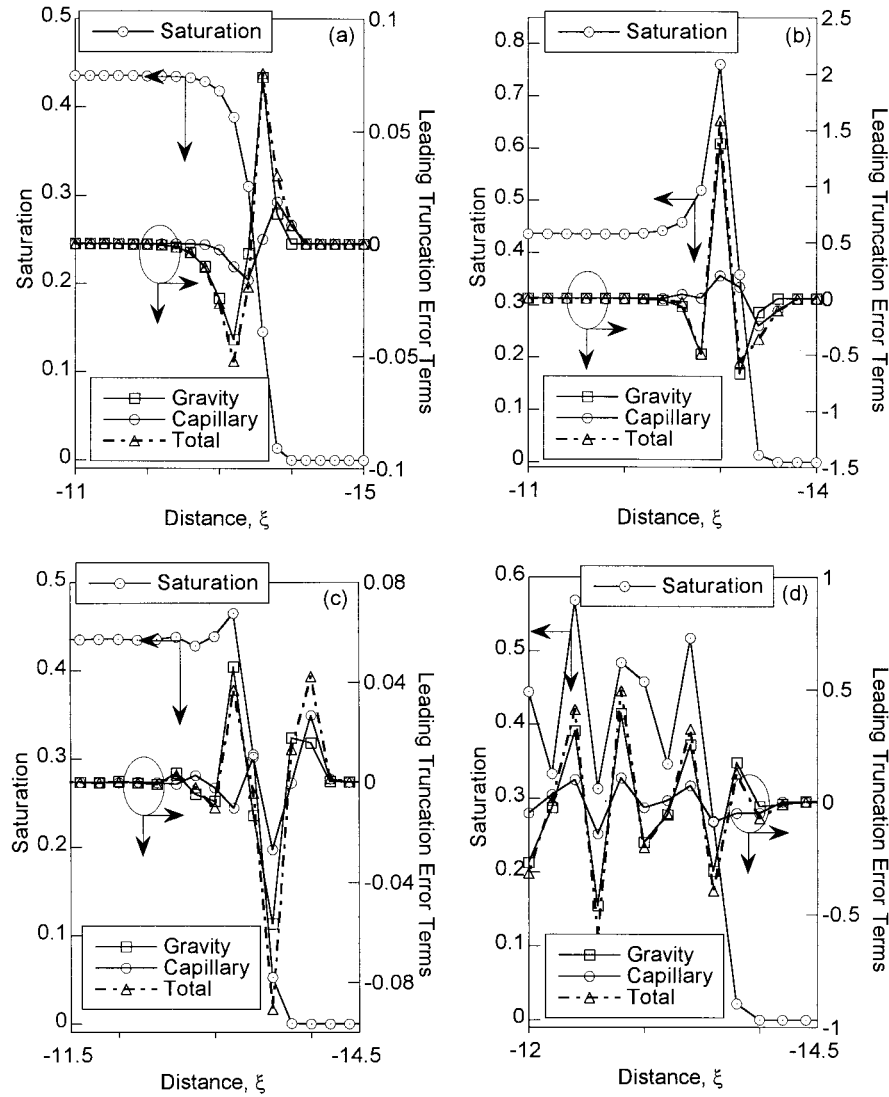 (a)
Saturation
0.5
0.4
0.3
0.2
0.1
0
Saturation
0.1
0.05
0
-0.05
-0.1
Leading Truncation Error Terms
Gravity
Capillary
Total
-11
-15
Distance, ξ
(b)
Saturation
0.8
0.7
0.6
0.5
0.4
0.3
0.2
0.1
0
Saturation
2.5
2
1.5
1
0.5
0
-0.5
-1
-1.5
Leading Truncation Error Terms
Gravity
Capillary
Total
-11
-14
Distance, ξ
(c)
Saturation
0.5
0.4
0.3
0.2
0.1
0
Saturation
0.08
0.04
0
-0.04
-0.08
Leading Truncation Error Terms
Gravity
Capillary
Total
-11.5
-14.5
Distance, ξ
(d)
Saturation
0.6
0.5
0.4
0.3
0.2
0.1
0
Saturation
1
0.5
0
-0.5
-1
Leading Truncation Error Terms
Gravity
Capillary
Total
-12
-14.5
Distance, ξ